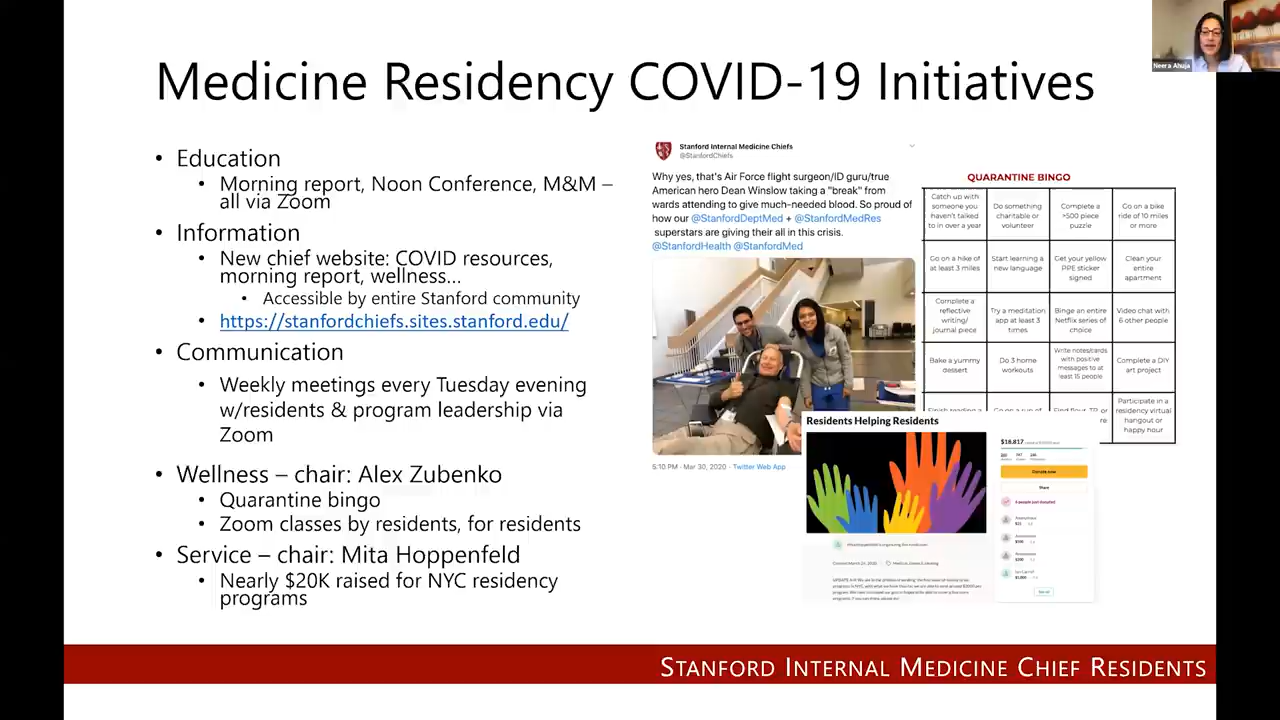 Neera Ahuja
Medicine Residency COVID-19 Initiatives
• Education
• Morning report, Noon Conference, M&M –
all via Zoom
• Information
• New chief website: COVID resources,
morning report, wellness…
• Accessible by entire Stanford community
• https://stanfordchiefs.sites.stanford.edu/
• Communication
• Weekly meetings every Tuesday evening
w/residents & program leadership via
Zoom
• Wellness – chair: Alex Zubenko
• Quarantine bingo
• Zoom classes by residents, for residents
• Service – chair: Mita Hoppenfeld
• Nearly $20K raised for NYC residency
programs
Stanford Internal Medicine Chiefs
@StanfordChiefs
Why yes, that's Air Force flight surgeon/ID guru/true
American hero Dean Winslow taking a "break" from
wards attending to give much-needed blood. So proud of
how our @StanfordDeptMed + @StanfordMedRes
superstars are giving their all in this crisis.
@StanfordHealth @StanfordMed
5:10 PM · Mar 30, 2020 · Twitter Web App
QUARANTINE BINGO
Catch up with
someone you
haven't talked
to in over a year
Do something
charitable or
volunteer
Complete a
>500 piece
puzzle
Go on a bike
ride of 10 miles
or more
Go on a hike of
at least 3 miles
Start learning a
new language
Get your yellow
PPE sticker
signed
Clean your
entire
apartment
Complete a
reflective
writing/
journal piece
Try a meditation
app at least 3
times
Binge an entire
Netflix series of
choice
Video chat with
6 other people
Bake a yummy
dessert
Do 3 home
workouts
Write notes/cards
with positive
messages to at
least 15 people
Complete a DIY
art project
Participate in a
residency virtual
hangout or
happy hour
Residents Helping Residents
$18,817
Donate now
Share
Anonymous
See all
STANFORD INTERNAL MEDICINE CHIEF RESIDENTS